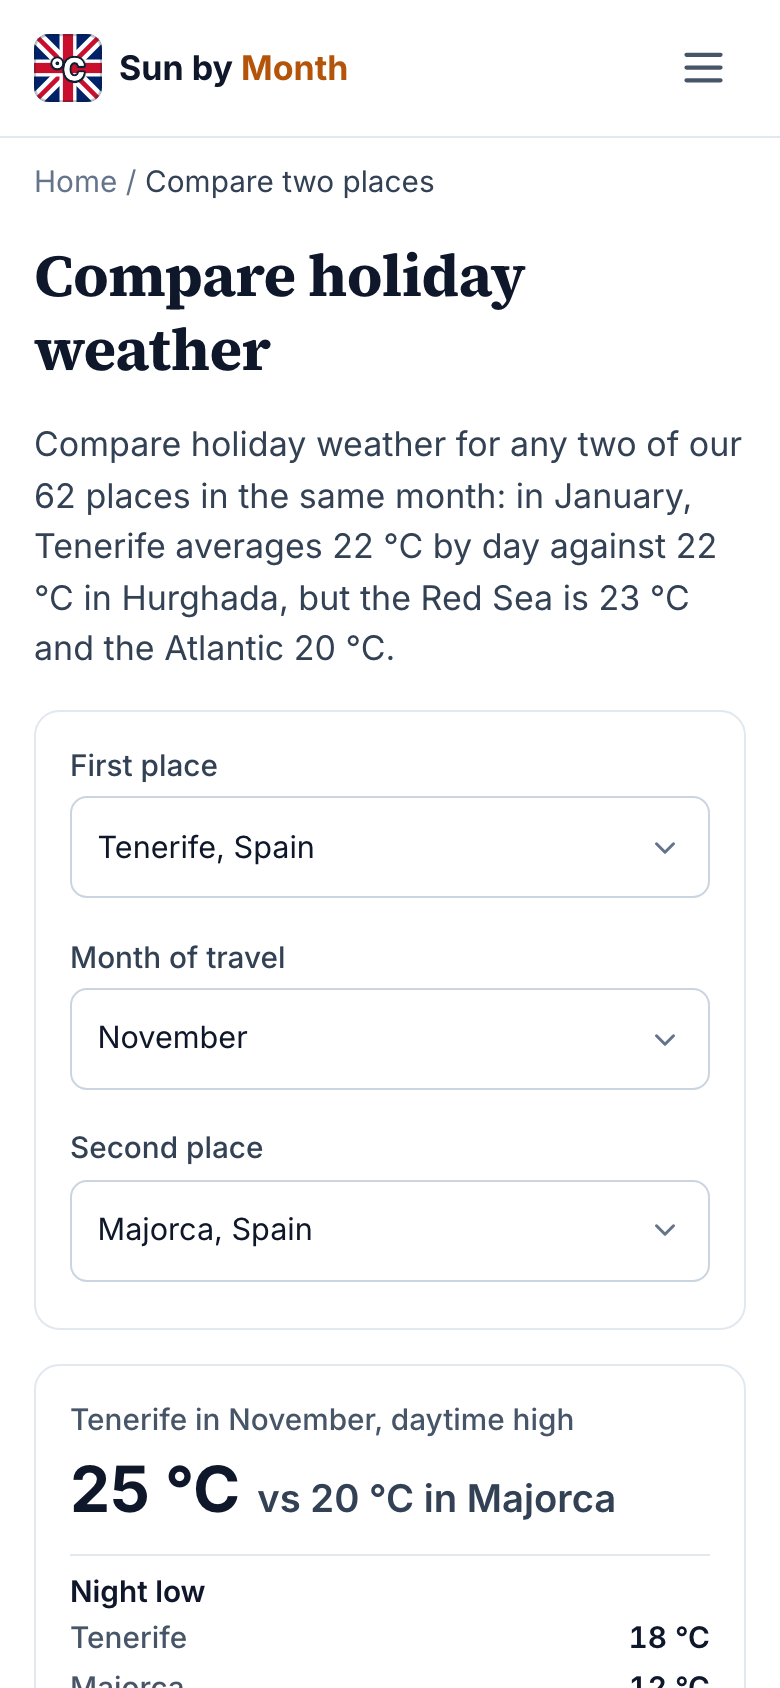 °C
Sun by Month
Home / Compare two places
Compare holiday
weather
Compare holiday weather for any two of our
62 places in the same month: in January,
Tenerife averages 22 °C by day against 22
°C in Hurghada, but the Red Sea is 23 °C
and the Atlantic 20 °C.
First place
Tenerife, Spain
Month of travel
November
Second place
Majorca, Spain
Tenerife in November, daytime high
25 °C vs 20 °C in Majorca
Night low
Tenerife 18 °C
Majorca 12 °C